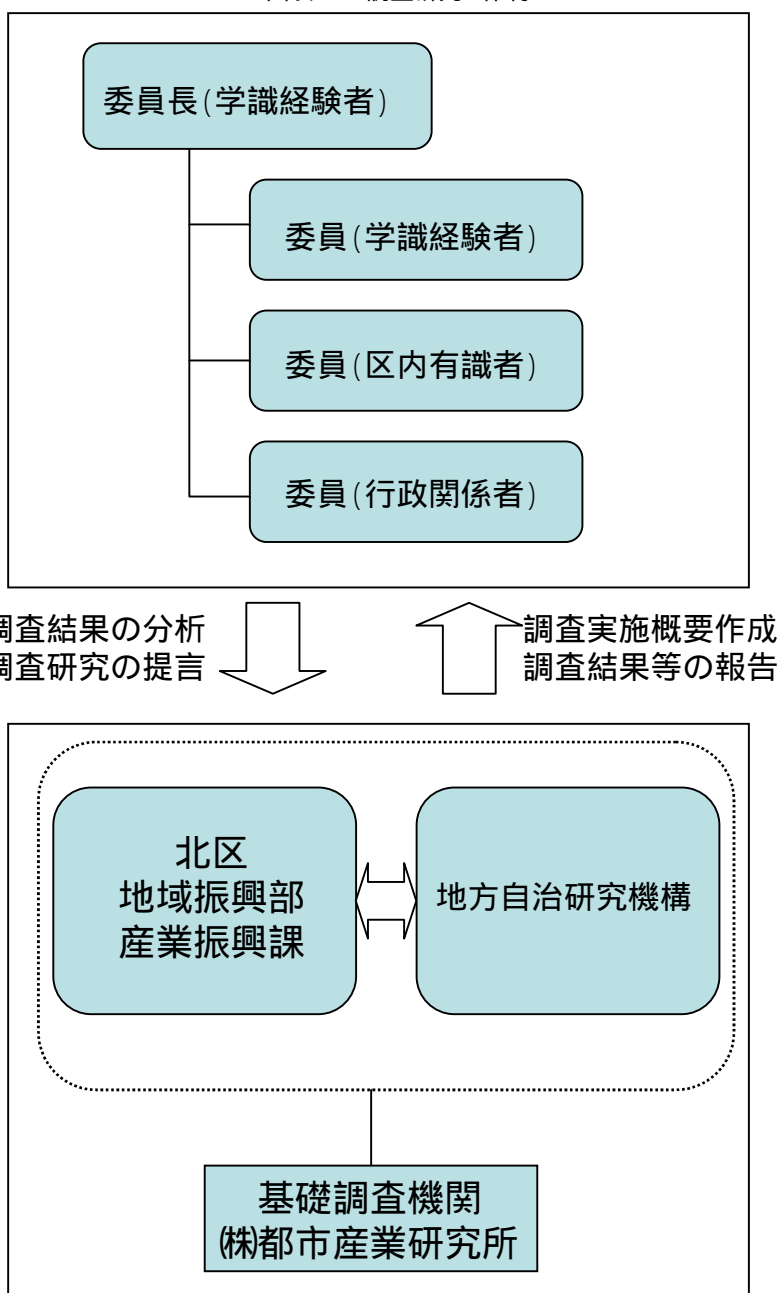 委員長(学識経験者)
委員(学識経験者)
委員(区内有識者)
委員(行政関係者)
調査結果の分析
調査研究の提言
調査実施概要作成
調査結果等の報告
北区
地域振興部
産業振興課
地方自治研究機構
基礎調査機関
㈱都市産業研究所